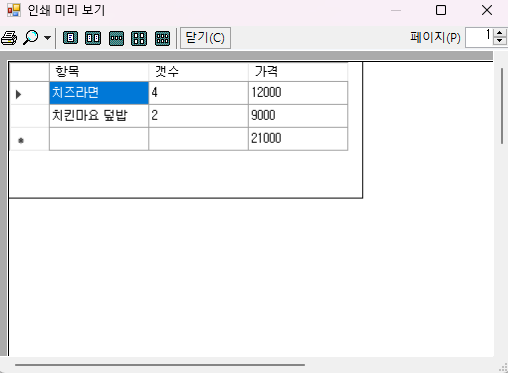 인쇄 미리 보기
닫기(C) 페이지(P) 1
항목 갯수 가격
치즈라면 4 12000
치킨마요 덮밥 2 9000
21000